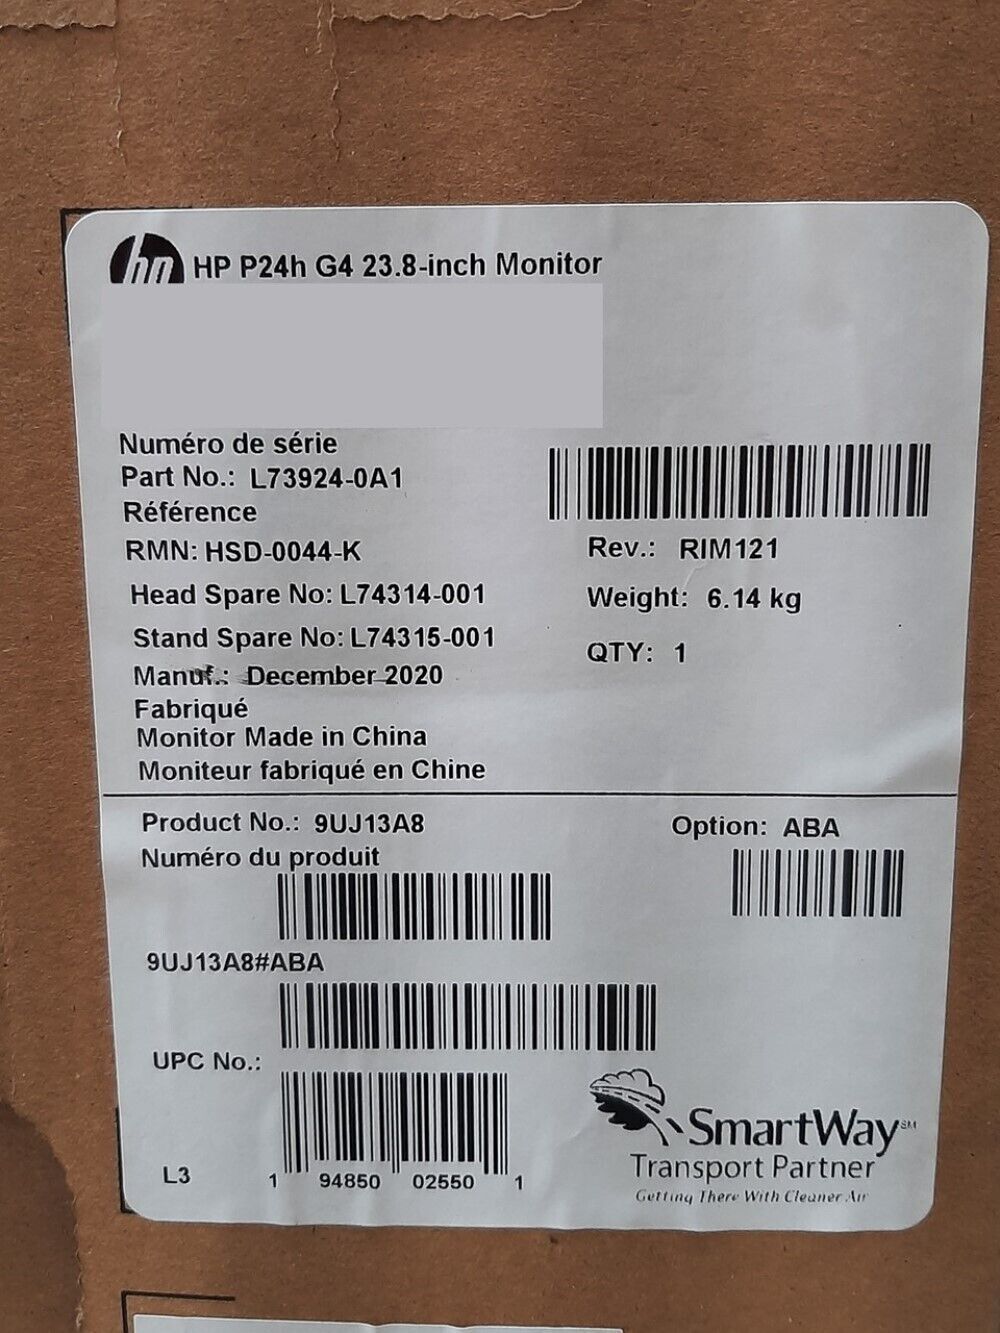 hp HP P24h G4 23.8-inch Monitor
Numéro de série
Part No.: L73924-0A1
Référence
RMN: HSD-0044-K
Rev.: RIM121
Head Spare No: L74314-001
Weight: 6.14 kg
Stand Spare No: L74315-001
QTY: 1
Manuf.: December 2020
Fabriqué
Monitor Made in China
Moniteur fabriqué en Chine
Product No.: 9UJ13A8
Option: ABA
Numéro du produit
9UJ13A8#ABA
UPC No.:
L3
1 94850 02550 1
SmartWay℠
Transport Partner
Getting There With Cleaner Air